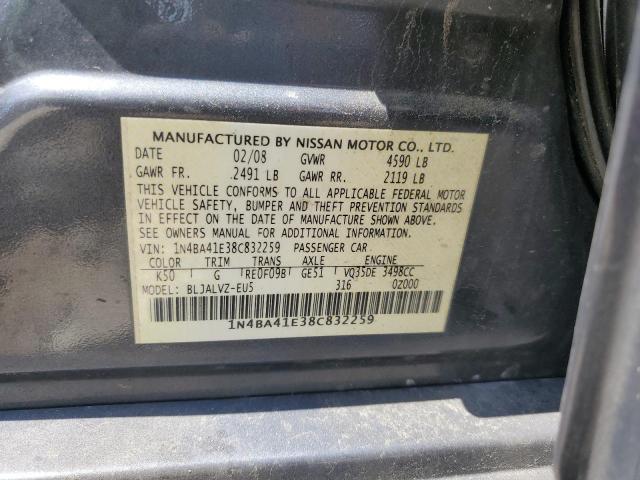 MANUFACTURED BY NISSAN MOTOR CO., LTD.
DATE 02/08 GVWR 4590 LB
GAWR FR. 2491 LB GAWR RR. 2119 LB
THIS VEHICLE CONFORMS TO ALL APPLICABLE FEDERAL MOTOR
VEHICLE SAFETY, BUMPER AND THEFT PREVENTION STANDARDS
IN EFFECT ON THE DATE OF MANUFACTURE SHOWN ABOVE.
SEE OWNERS MANUAL FOR ADDITIONAL INFORMATION.
VIN: 1N4BA41E38C832259 PASSENGER CAR
COLOR TRIM TRANS AXLE ENGINE
K50 G RE0F09B GE51 VQ35DE 3498CC
MODEL: BLJALVZ-EU5 316 0Z000
1N4BA41E38C832259